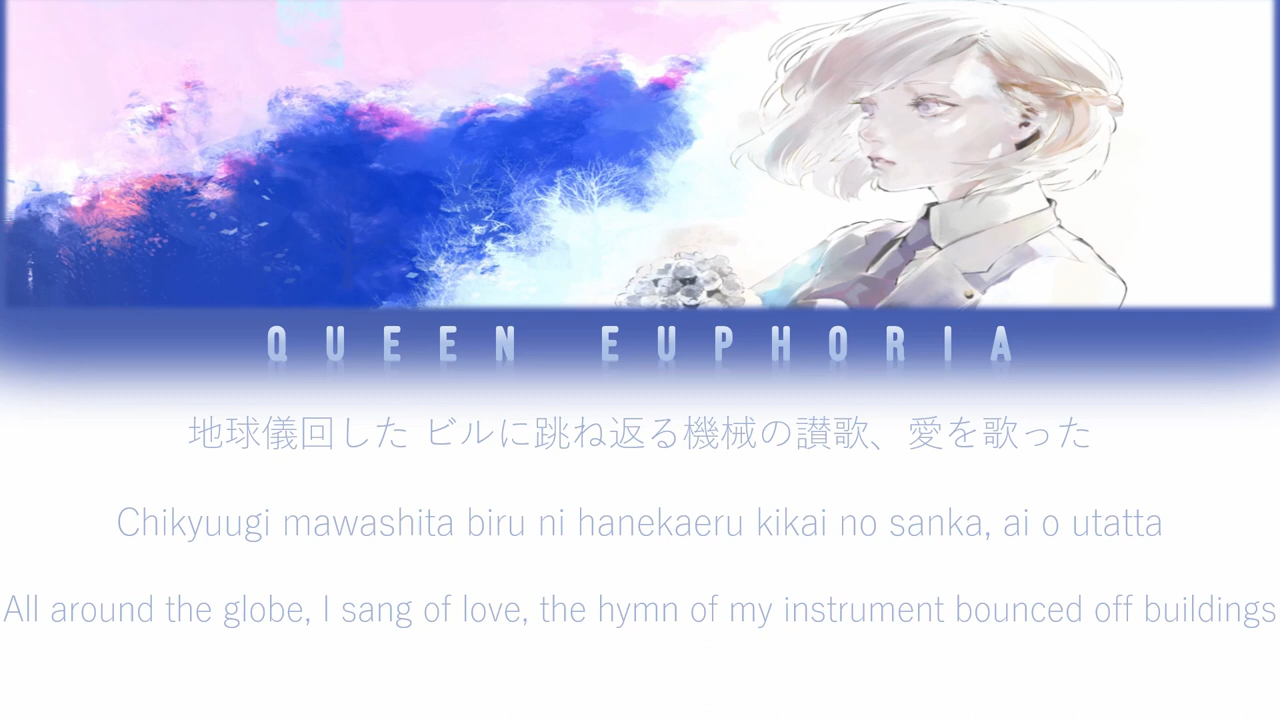 QUEEN EUPHORIA
地球儀回した ビルに跳ね返る機械の讃歌、愛を歌った
Chikyuugi mawashita biru ni hanekaeru kikai no sanka, ai o utatta
All around the globe, I sang of love, the hymn of my instrument bounced off buildings